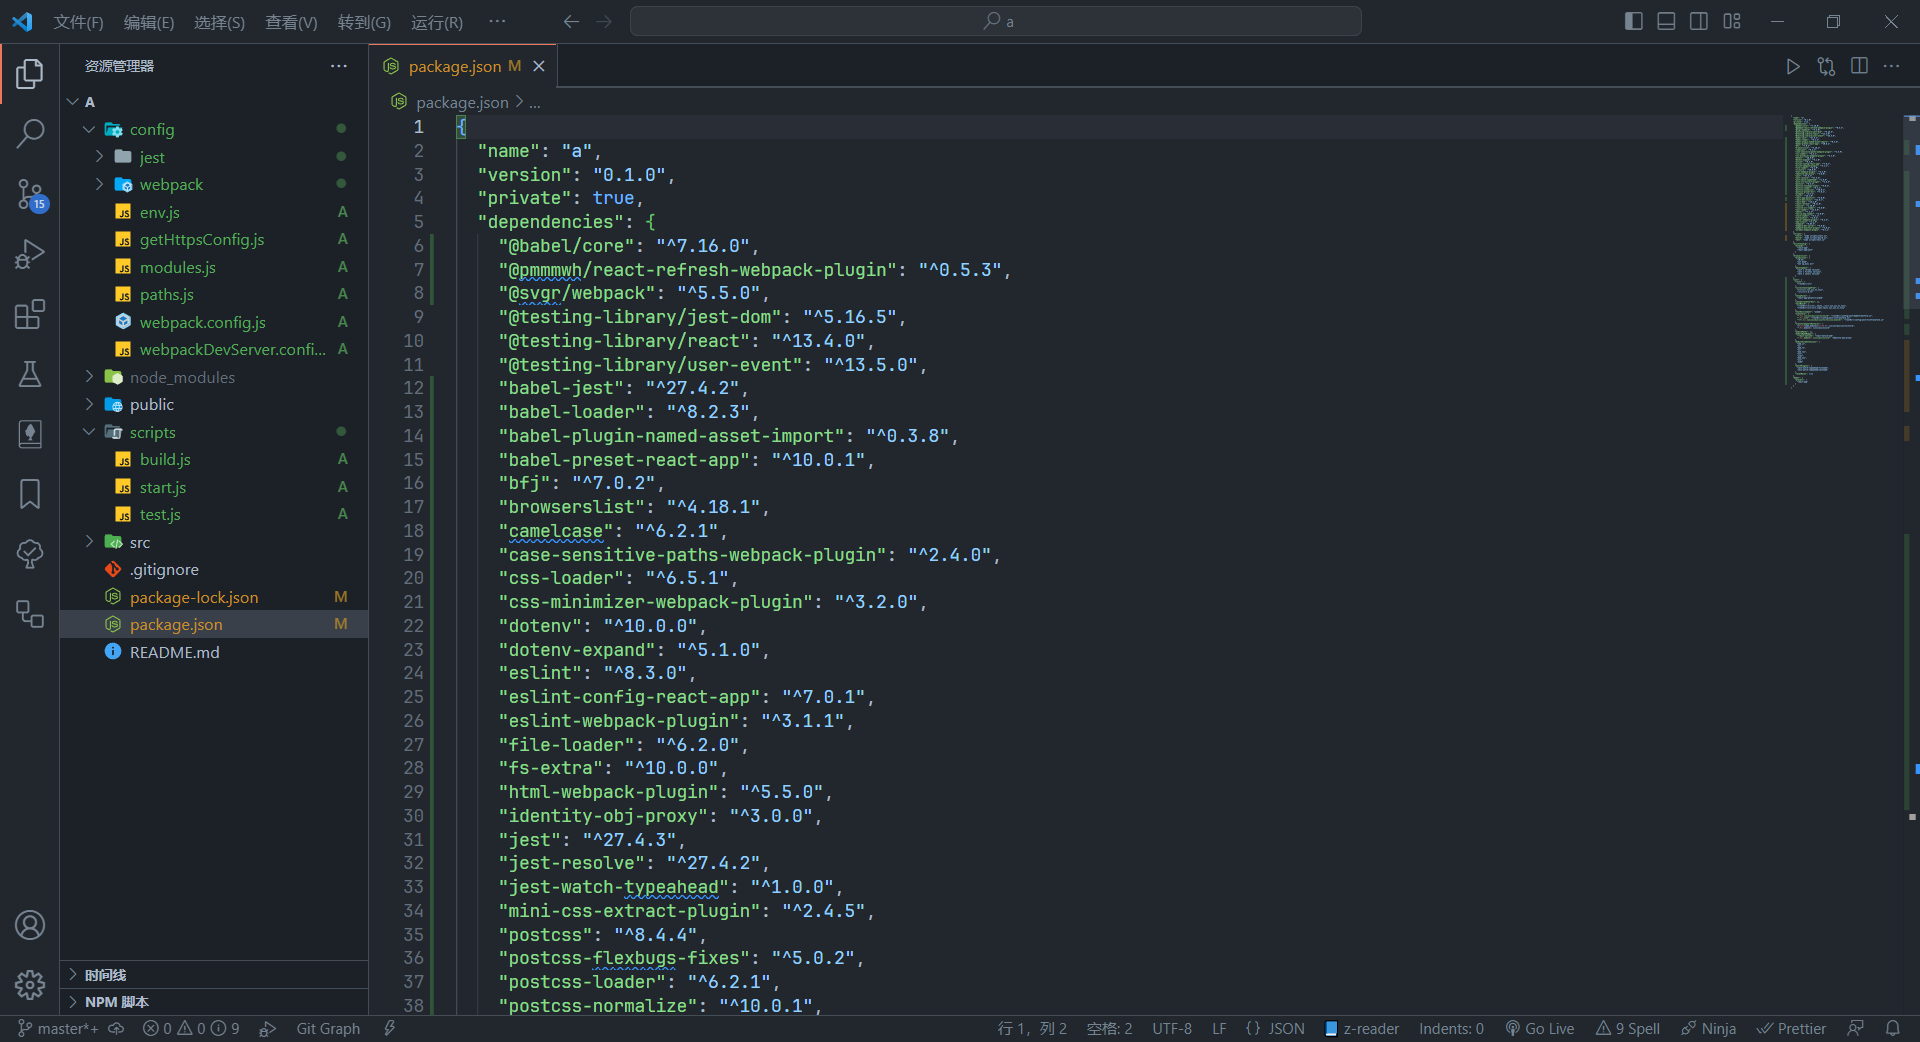 文件(F) 编辑(E) 选择(S) 查看(V) 转到(G) 运行(R) ··· a
资源管理器
A
config
jest
webpack
env.js A
getHttpsConfig.js A
modules.js A
paths.js A
webpack.config.js A
webpackDevServer.confi... A
node_modules
public
scripts
build.js A
start.js A
test.js A
src
.gitignore
package-lock.json M
package.json M
README.md
时间线
NPM 脚本
15
package.json M
package.json > ...
1 {
2 "name": "a",
3 "version": "0.1.0",
4 "private": true,
5 "dependencies": {
6 "@babel/core": "^7.16.0",
7 "@pmmmwh/react-refresh-webpack-plugin": "^0.5.3",
8 "@svgr/webpack": "^5.5.0",
9 "@testing-library/jest-dom": "^5.16.5",
10 "@testing-library/react": "^13.4.0",
11 "@testing-library/user-event": "^13.5.0",
12 "babel-jest": "^27.4.2",
13 "babel-loader": "^8.2.3",
14 "babel-plugin-named-asset-import": "^0.3.8",
15 "babel-preset-react-app": "^10.0.1",
16 "bfj": "^7.0.2",
17 "browserslist": "^4.18.1",
18 "camelcase": "^6.2.1",
19 "case-sensitive-paths-webpack-plugin": "^2.4.0",
20 "css-loader": "^6.5.1",
21 "css-minimizer-webpack-plugin": "^3.2.0",
22 "dotenv": "^10.0.0",
23 "dotenv-expand": "^5.1.0",
24 "eslint": "^8.3.0",
25 "eslint-config-react-app": "^7.0.1",
26 "eslint-webpack-plugin": "^3.1.1",
27 "file-loader": "^6.2.0",
28 "fs-extra": "^10.0.0",
29 "html-webpack-plugin": "^5.5.0",
30 "identity-obj-proxy": "^3.0.0",
31 "jest": "^27.4.3",
32 "jest-resolve": "^27.4.2",
33 "jest-watch-typeahead": "^1.0.0",
34 "mini-css-extract-plugin": "^2.4.5",
35 "postcss": "^8.4.4",
36 "postcss-flexbugs-fixes": "^5.0.2",
37 "postcss-loader": "^6.2.1",
38 "postcss-normalize": "^10.0.1",
master*+ 0 0 9 Git Graph 行 1，列 2 空格: 2 UTF-8 LF {} JSON z-reader Indents: 0 Go Live 9 Spell Ninja Prettier